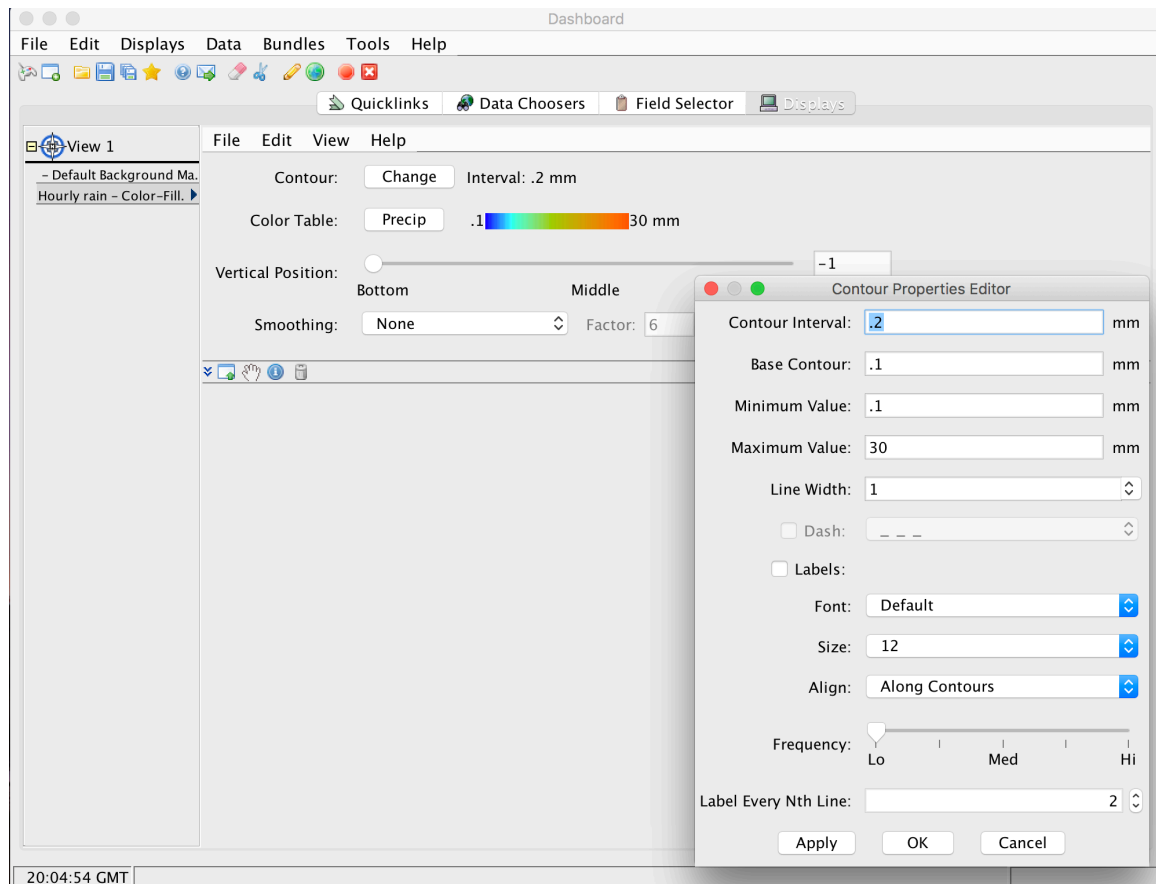 Dashboard
File Edit Displays Data Bundles Tools Help
Quicklinks Data Choosers Field Selector Displays
View 1
- Default Background Ma.
Hourly rain - Color-Fill.
File Edit View Help
Contour: Change Interval: .2 mm
Color Table: Precip .1 30 mm
Vertical Position: -1
Bottom Middle
Smoothing: None Factor: 6
Contour Properties Editor
Contour Interval: .2 mm
Base Contour: .1 mm
Minimum Value: .1 mm
Maximum Value: 30 mm
Line Width: 1
Dash: _ _ _
Labels:
Font: Default
Size: 12
Align: Along Contours
Frequency:
Lo Med Hi
Label Every Nth Line: 2
Apply OK Cancel
20:04:54 GMT